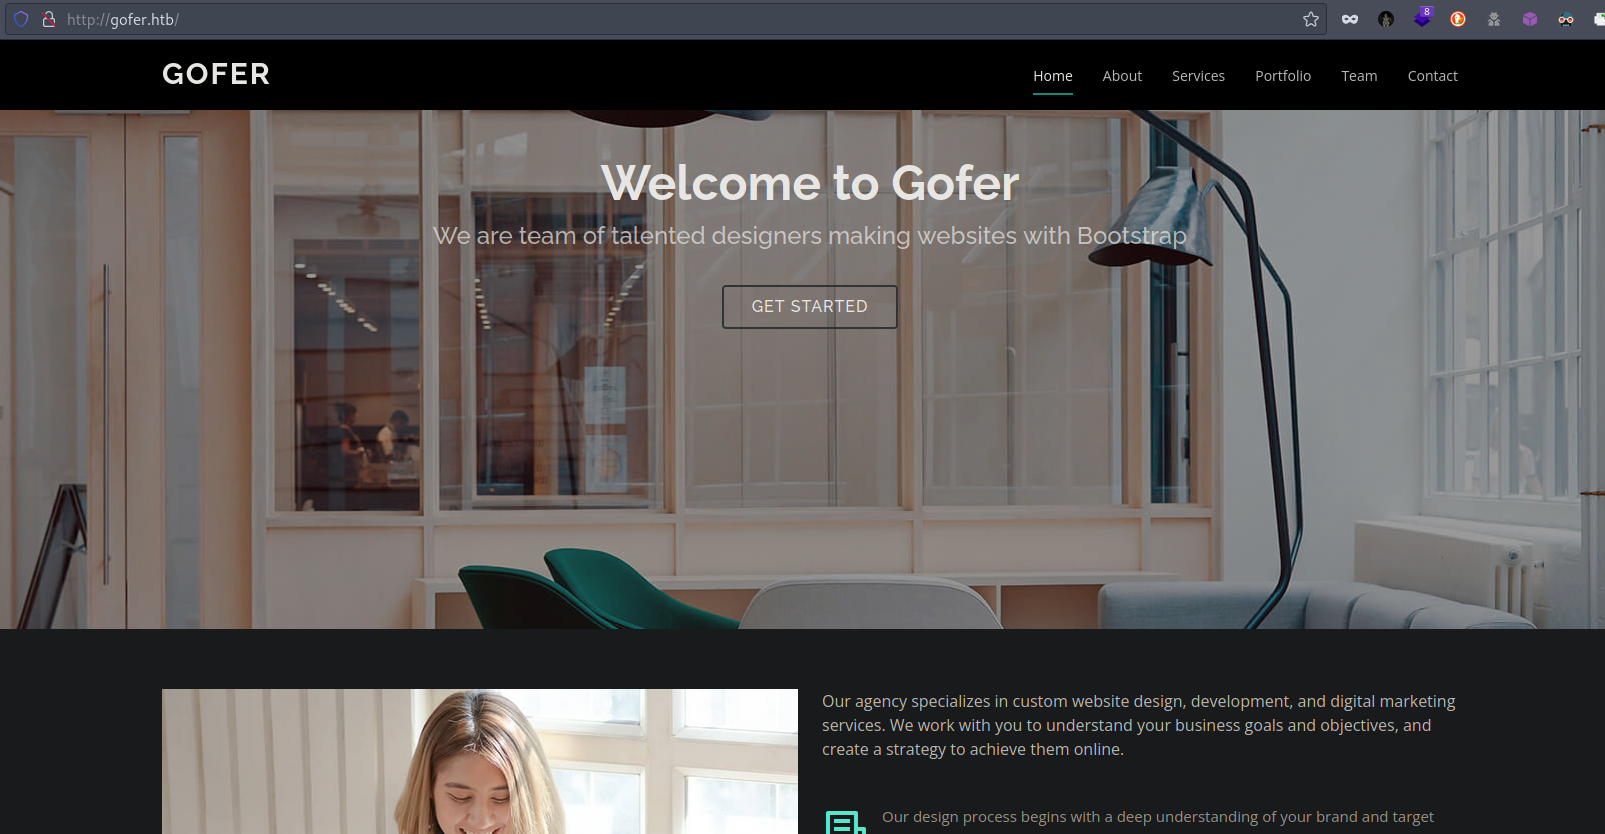 http://gofer.htb/
8
GOFER
Home About Services Portfolio Team Contact
Welcome to Gofer
We are team of talented designers making websites with Bootstrap
GET STARTED
Our agency specializes in custom website design, development, and digital marketing
services. We work with you to understand your business goals and objectives, and
create a strategy to achieve them online.
Our design process begins with a deep understanding of your brand and target